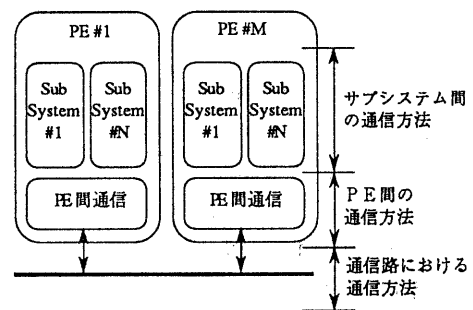 PE #1
Sub
System
#1
Sub
System
#N
PE間通信
PE #M
Sub
System
#1
Sub
System
#N
PE間通信
サブシステム間
の通信方法
ＰＥ間の
通信方法
通信路における
通信方法